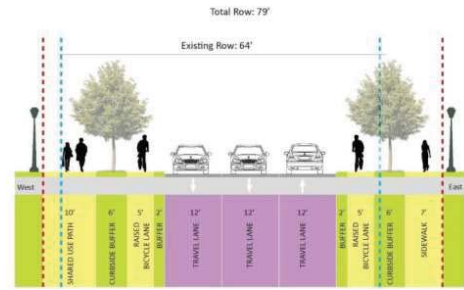 Total Row: 79'
Existing Row: 64'
West
East
10'
6'
5'
2'
12'
12'
12'
2'
5'
6'
7'
SHARED USE PATH
CURBSIDE BUFFER
RAISED
BICYCLE LANE
BUFFER
TRAVEL LANE
TRAVEL LANE
TRAVEL LANE
BUFFER
RAISED
BICYCLE LANE
CURBSIDE BUFFER
SIDEWALK